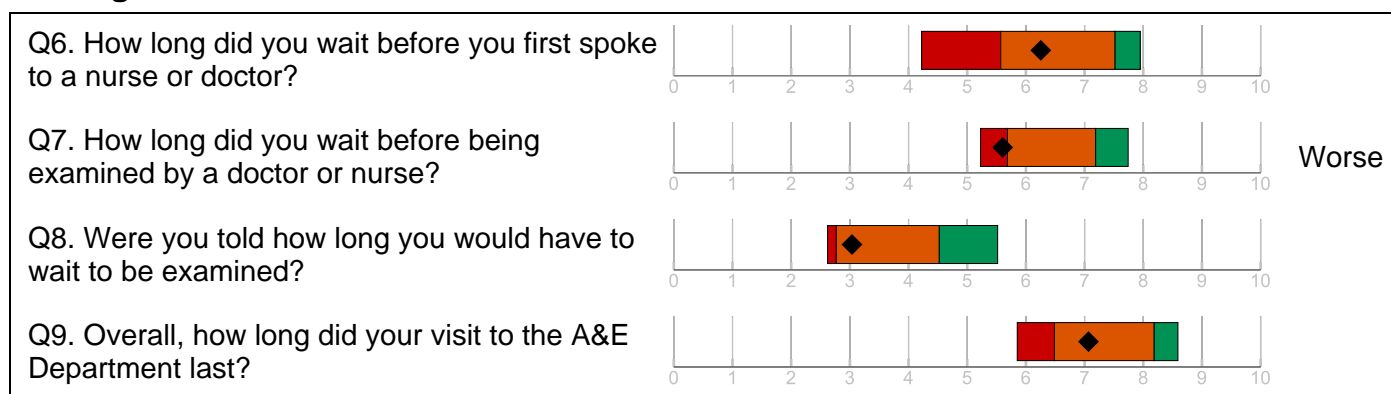 Q6. How long did you wait before you first spoke
to a nurse or doctor?
0 1 2 3 4 5 6 7 8 9 10
Q7. How long did you wait before being
examined by a doctor or nurse?
0 1 2 3 4 5 6 7 8 9 10
Worse
Q8. Were you told how long you would have to
wait to be examined?
0 1 2 3 4 5 6 7 8 9 10
Q9. Overall, how long did your visit to the A&E
Department last?
0 1 2 3 4 5 6 7 8 9 10